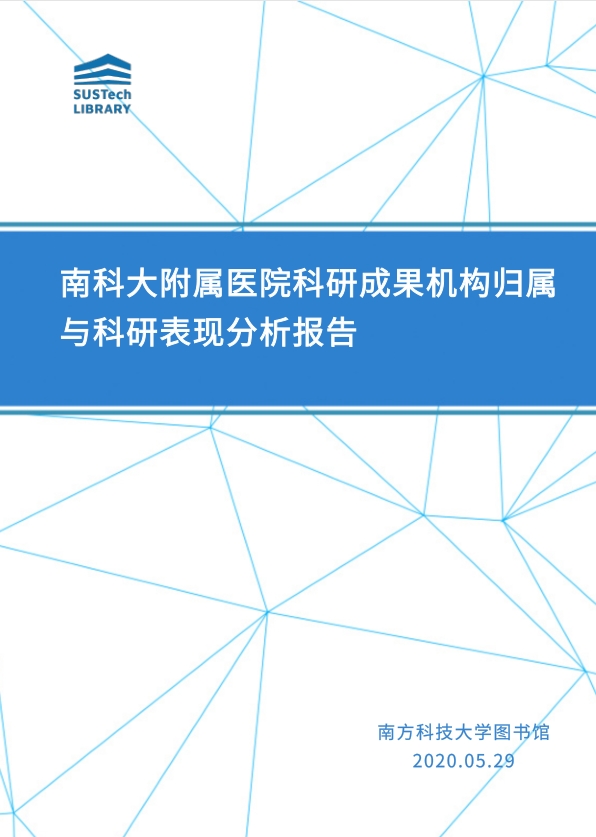 SUSTech
LIBRARY
南科大附属医院科研成果机构归属
与科研表现分析报告
南方科技大学图书馆
2020.05.29